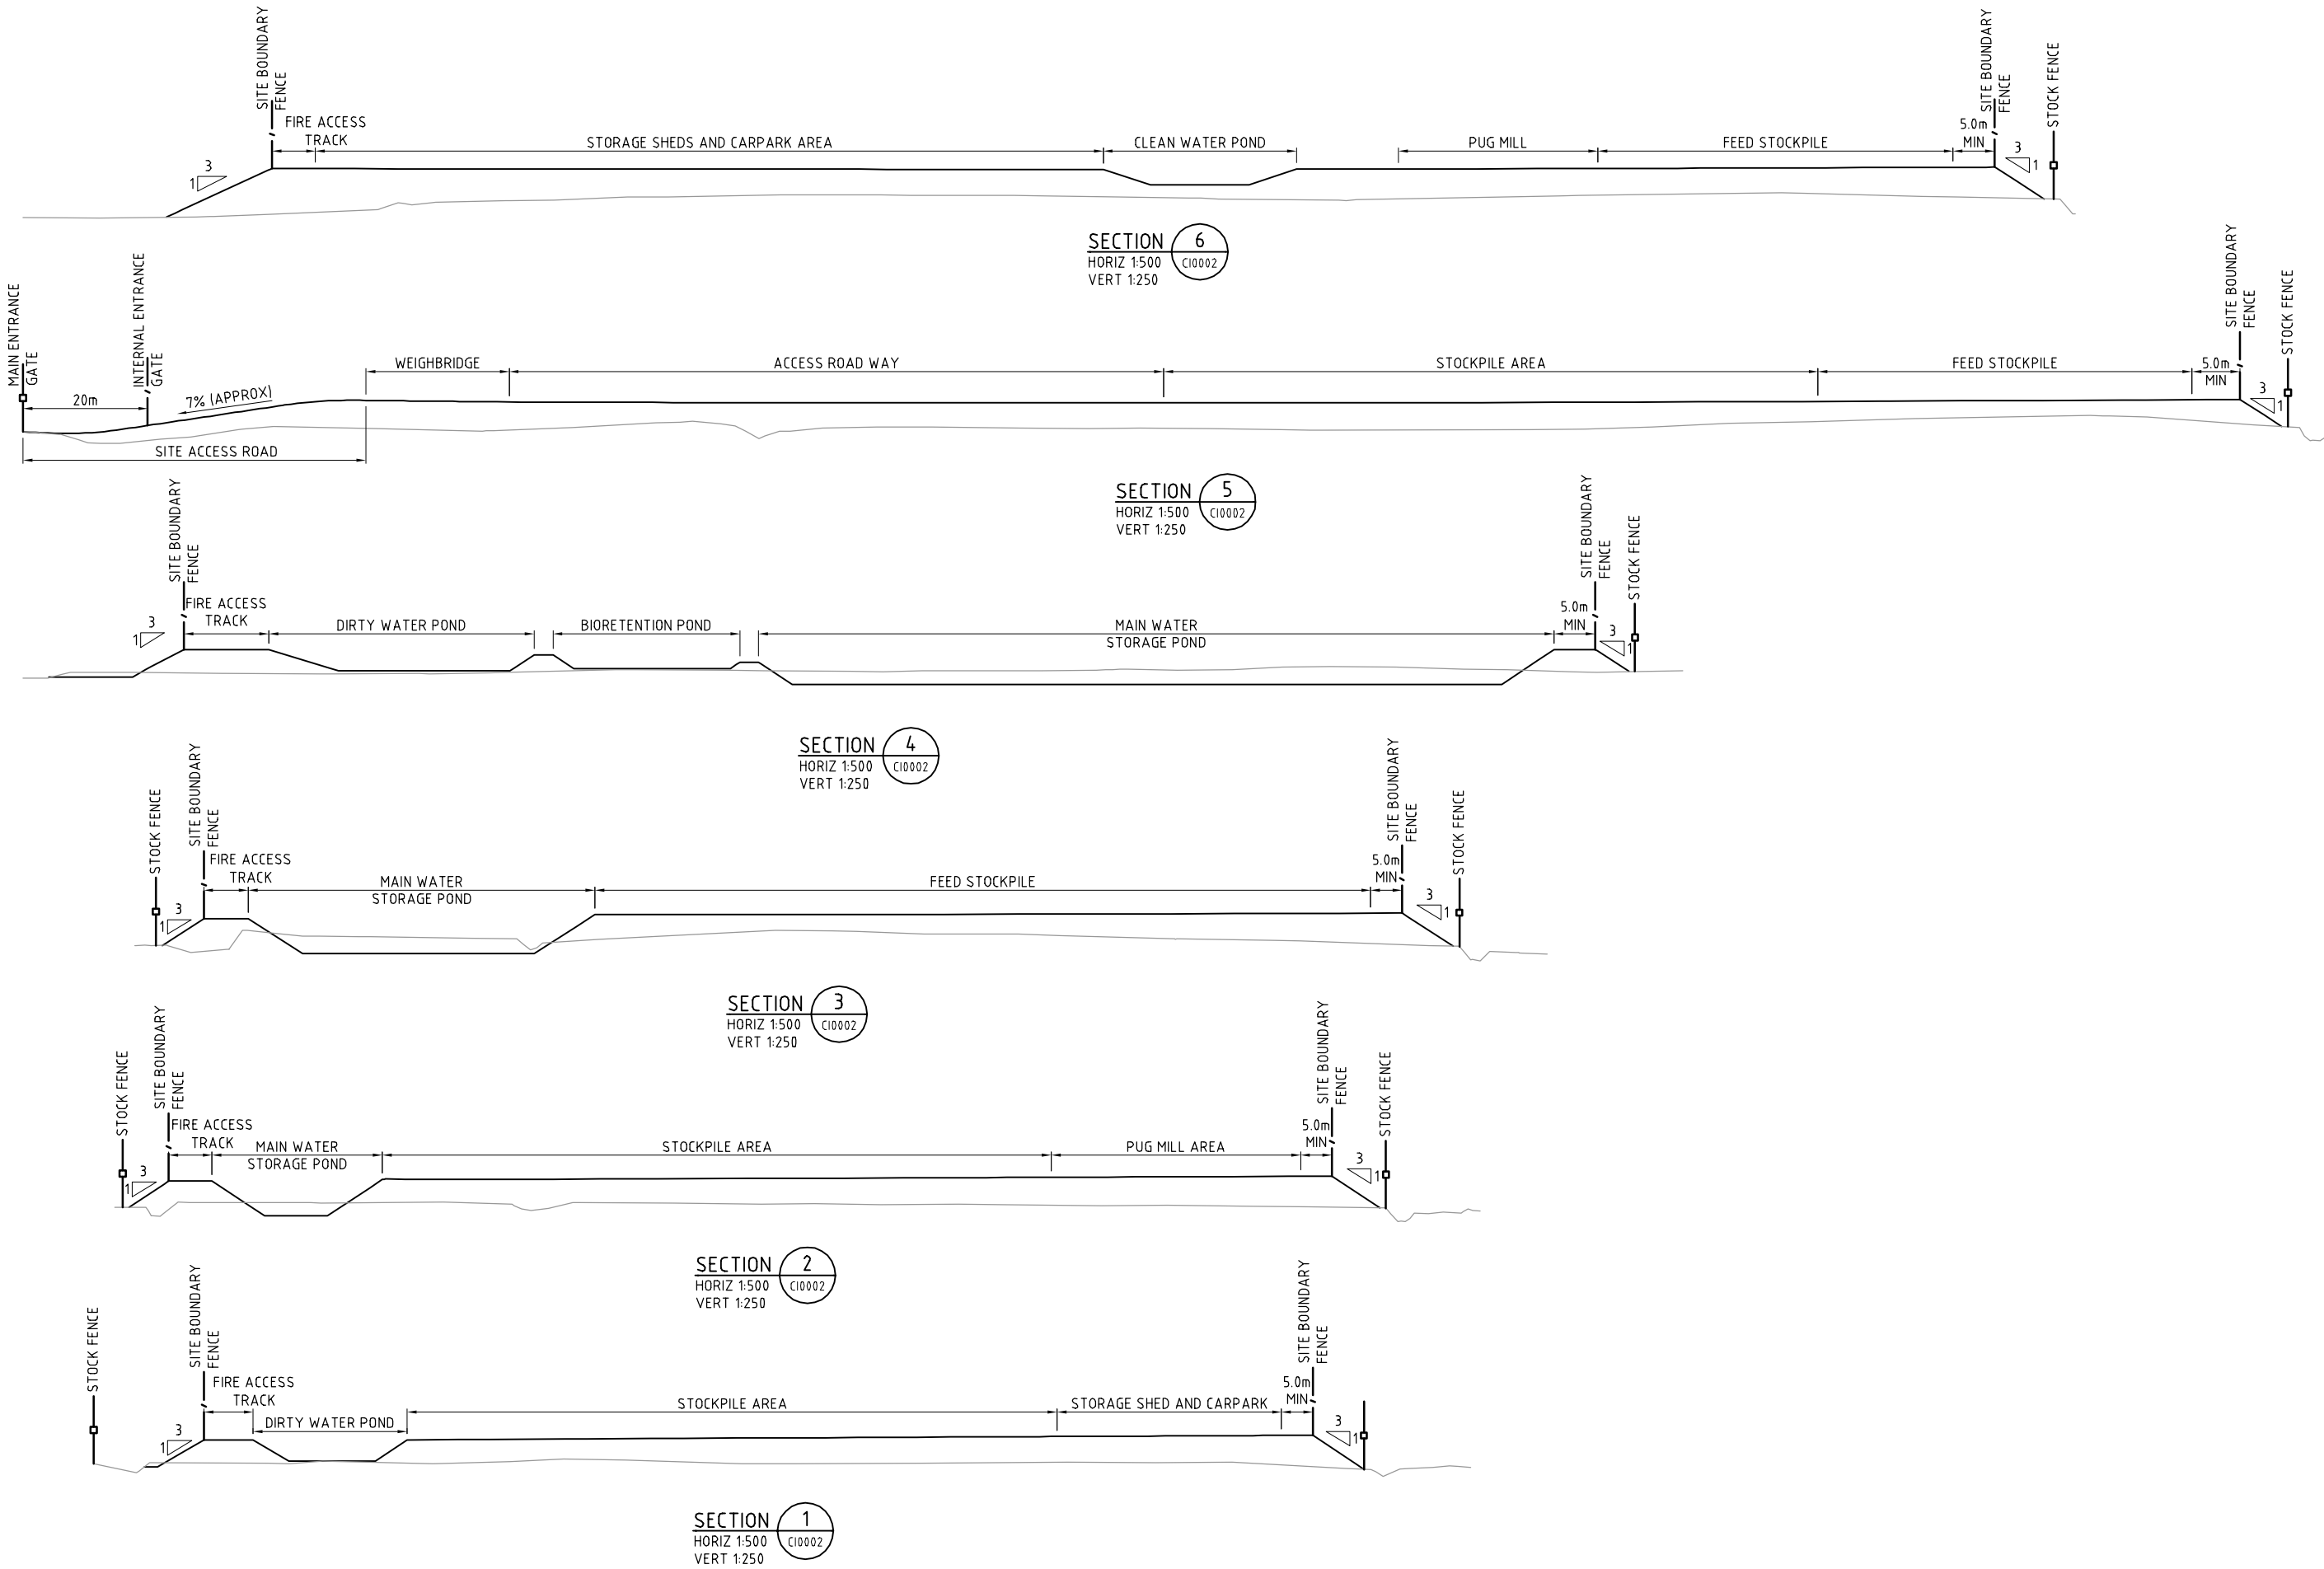 SITE BOUNDARY
FENCE
FIRE ACCESS
TRACK
STORAGE SHEDS AND CARPARK AREA
CLEAN WATER POND
PUG MILL
FEED STOCKPILE
5.0m
MIN
SITE BOUNDARY
FENCE
STOCK FENCE
3
1
3
1
SECTION
6
HORIZ 1:500
VERT 1:250
CI0002
MAIN ENTRANCE
GATE
INTERNAL ENTRANCE
GATE
20m
7% (APPROX)
WEIGHBRIDGE
ACCESS ROAD WAY
STOCKPILE AREA
FEED STOCKPILE
5.0m
MIN
SITE BOUNDARY
FENCE
STOCK FENCE
3
1
SITE ACCESS ROAD
SECTION
5
HORIZ 1:500
VERT 1:250
CI0002
SITE BOUNDARY
FENCE
3
1
FIRE ACCESS
TRACK
DIRTY WATER POND
BIORETENTION POND
MAIN WATER
STORAGE POND
5.0m
MIN
SITE BOUNDARY
FENCE
STOCK FENCE
3
1
SECTION
4
HORIZ 1:500
VERT 1:250
CI0002
STOCK FENCE
SITE BOUNDARY
FENCE
3
1
FIRE ACCESS
TRACK
MAIN WATER
STORAGE POND
FEED STOCKPILE
5.0m
MIN
SITE BOUNDARY
FENCE
STOCK FENCE
3
1
SECTION
3
HORIZ 1:500
VERT 1:250
CI0002
STOCK FENCE
SITE BOUNDARY
FENCE
3
1
FIRE ACCESS
TRACK
MAIN WATER
STORAGE POND
STOCKPILE AREA
PUG MILL AREA
5.0m
MIN
SITE BOUNDARY
FENCE
STOCK FENCE
3
1
SECTION
2
HORIZ 1:500
VERT 1:250
CI0002
STOCK FENCE
SITE BOUNDARY
FENCE
3
1
FIRE ACCESS
TRACK
DIRTY WATER POND
STOCKPILE AREA
STORAGE SHED AND CARPARK
5.0m
MIN
SITE BOUNDARY
FENCE
3
1
SECTION
1
HORIZ 1:500
VERT 1:250
CI0002